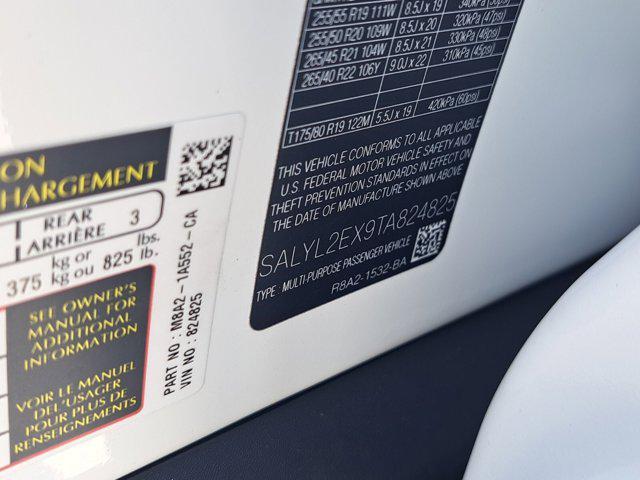 255/55 R19 111W 8.5J x 19 340kPa
255/50 R20 109W 8.5J x 20 320kPa (47psi)
265/45 R21 104W 8.5J x 21 330kPa (48psi)
265/40 R22 106Y 9.0J x 22 310kPa (45psi)
T175/80 R19 122M 5.5J x 19 420kPa (60psi)
THIS VEHICLE CONFORMS TO ALL APPLICABLE
U.S. FEDERAL MOTOR VEHICLE SAFETY AND
THEFT PREVENTION STANDARDS IN EFFECT ON
THE DATE OF MANUFACTURE SHOWN ABOVE.
SALYL2EX9TA824825
TYPE : MULTI-PURPOSE PASSENGER VEHICLE
R8A2-1532-BA
ION
HARGEMENT
REAR
ARRIÈRE 3
375 kg or
kg ou 825 lbs.
lb.
SEE OWNER'S
MANUAL FOR
ADDITIONAL
INFORMATION
VOIR LE MANUEL
DEL'USAGER
POUR PLUS DE
RENSEIGNEMENTS
PART NO : M8A2 -1A552 -CA
VIN NO : 824825